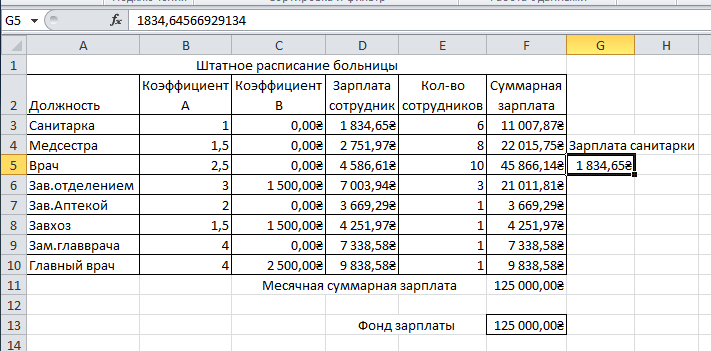 G5 fx 1834,64566929134
A B C D E F G H
1 Штатное расписание больницы
Коэффициент Коэффициент Зарплата Кол-во Суммарная
2 Должность А В сотрудник сотрудников зарплата
3 Санитарка 1 0,00₴ 1 834,65₴ 6 11 007,87₴
4 Медсестра 1,5 0,00₴ 2 751,97₴ 8 22 015,75₴ Зарплата санитарки
5 Врач 2,5 0,00₴ 4 586,61₴ 10 45 866,14₴ 1 834,65₴
6 Зав.отделением 3 1 500,00₴ 7 003,94₴ 3 21 011,81₴
7 Зав.Аптекой 2 0,00₴ 3 669,29₴ 1 3 669,29₴
8 Завхоз 1,5 1 500,00₴ 4 251,97₴ 1 4 251,97₴
9 Зам.главврача 4 0,00₴ 7 338,58₴ 1 7 338,58₴
10 Главный врач 4 2 500,00₴ 9 838,58₴ 1 9 838,58₴
11 Месячная суммарная зарплата 125 000,00₴
12
13 Фонд зарплаты 125 000,00₴
14